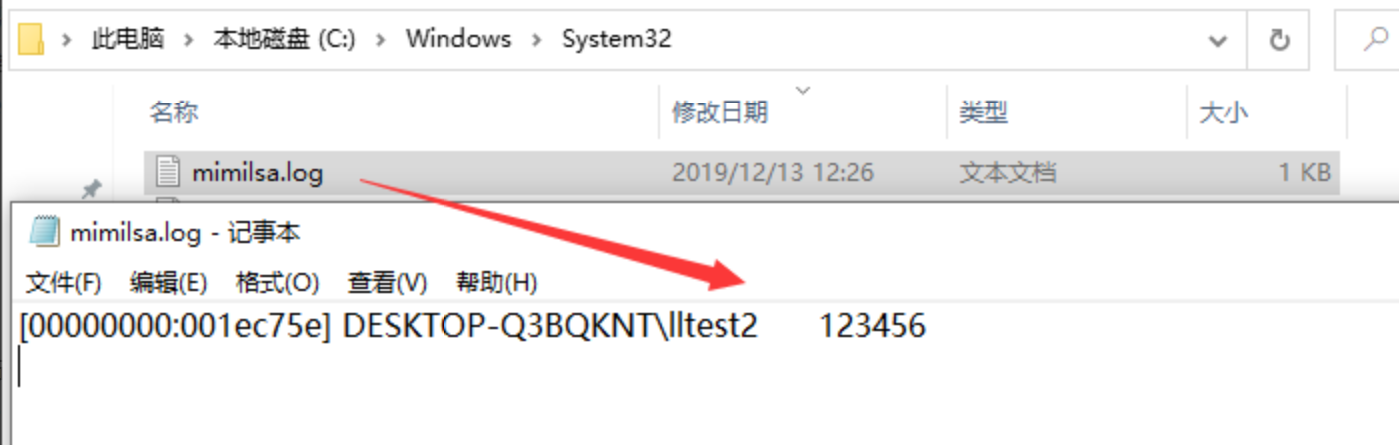 此电脑 > 本地磁盘 (C:) > Windows > System32
名称 修改日期 类型 大小
mimilsa.log 2019/12/13 12:26 文本文档 1 KB
mimilsa.log - 记事本
文件(F) 编辑(E) 格式(O) 查看(V) 帮助(H)
[00000000:001ec75e] DESKTOP-Q3BQKNT\lltest2 123456